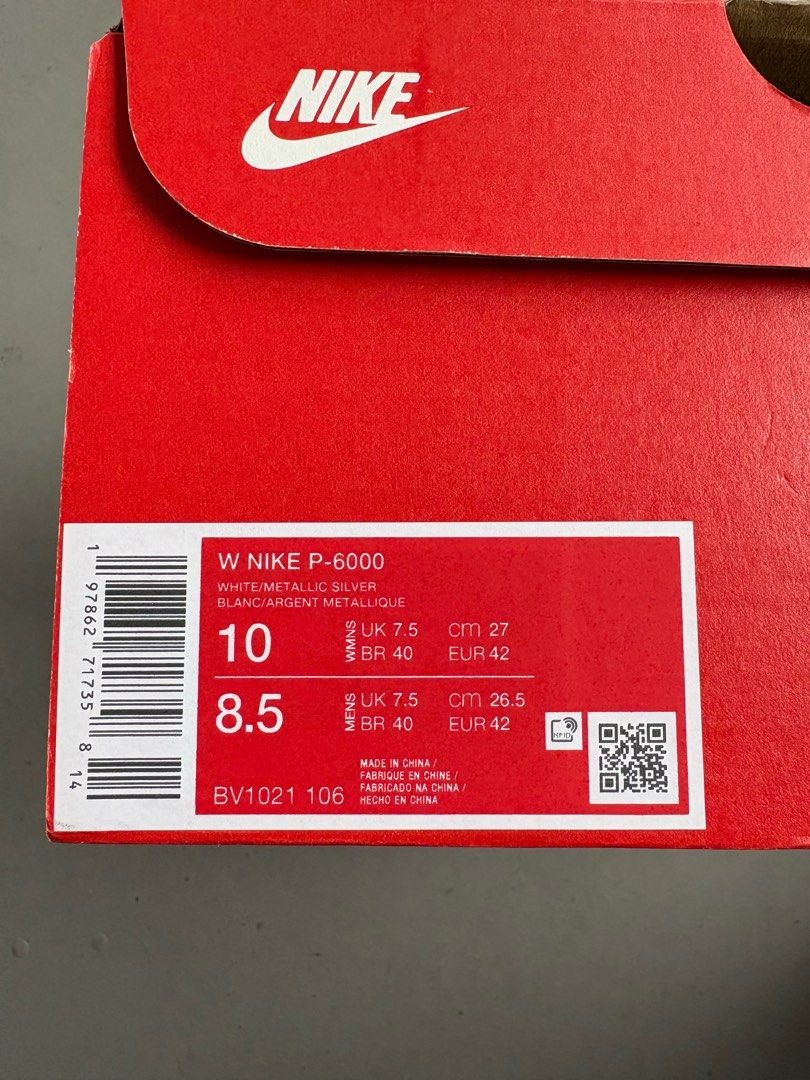 NIKE
W NIKE P-6000
WHITE/METALLIC SILVER
BLANC/ARGENT METALLIQUE
10 WMNS UK 7.5 cm 27
BR 40 EUR 42
8.5 MENS UK 7.5 cm 26.5
BR 40 EUR 42
BV1021 106
MADE IN CHINA /
FABRIQUE EN CHINE /
FABRICADO NA CHINA /
HECHO EN CHINA
1 97862 71735 8 14